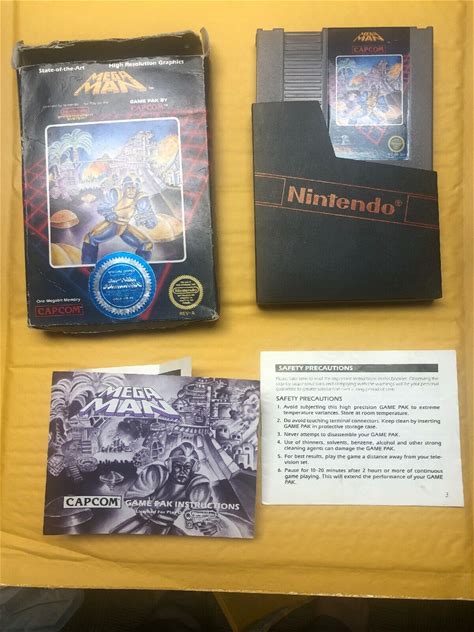 State-of-the-Art High Resolution Graphics
MEGA
MAN
GAME PAK BY
CAPCOM
One Megabit Memory
CAPCOM
REV-A
MEGA
MAN
CAPCOM
Nintendo®
MEGA
MAN
CAPCOM GAME PAK INSTRUCTIONS
SAFETY PRECAUTIONS
SAFETY PRECAUTIONS
1. Avoid subjecting this high precision GAME PAK to extreme
temperature variances. Store at room temperature.
2. Do avoid touching terminal connectors. Keep clean by inserting
GAME PAK in protective storage case.
3. Never attempt to disassemble your GAME PAK.
4. Use of thinners, solvents, benzene, alcohol and other strong
cleaning agents can damage the GAME PAK.
5. For best results, play the game a distance away from your tele-
vision set.
6. Pause for 10-20 minutes after 2 hours or more of continuous
game playing. This will extend the performance of your GAME
PAK.
3